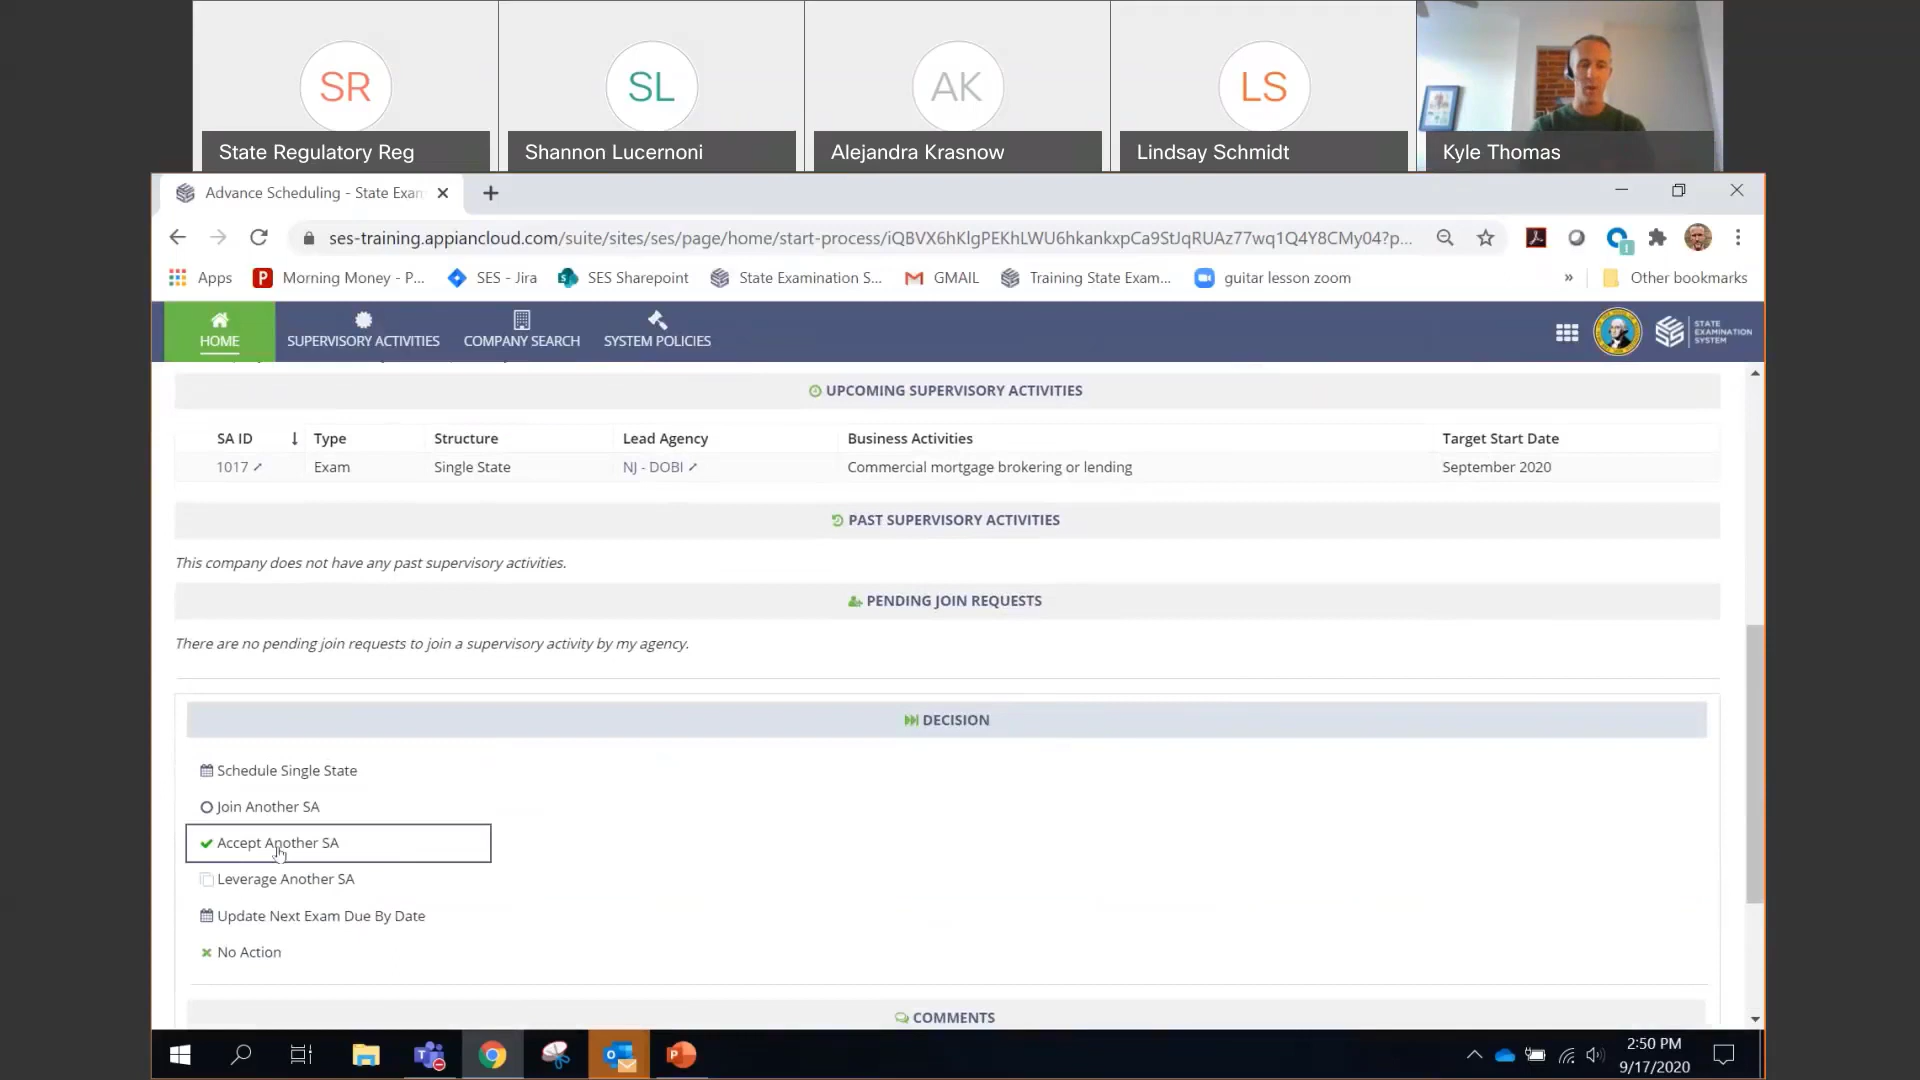 SR
SL
AK
LS
State Regulatory Reg
Shannon Lucernoni
Alejandra Krasnow
Lindsay Schmidt
Kyle Thomas
Advance Scheduling - State Exam
ses-training.appiancloud.com/suite/sites/ses/page/home/start-process/iQBVX6hKlgPEKhLWU6hkankxpCa9StJqRUAz77wq1Q4Y8CMy04?p...
Apps
Morning Money - P...
SES - Jira
SES Sharepoint
State Examination S...
GMAIL
Training State Exam...
guitar lesson zoom
»
Other bookmarks
HOME
SUPERVISORY ACTIVITIES
COMPANY SEARCH
SYSTEM POLICIES
STATE
EXAMINATION
SYSTEM
UPCOMING SUPERVISORY ACTIVITIES
SA ID ↓ Type Structure Lead Agency Business Activities Target Start Date
1017 Exam Single State NJ - DOBI Commercial mortgage brokering or lending September 2020
PAST SUPERVISORY ACTIVITIES
This company does not have any past supervisory activities.
PENDING JOIN REQUESTS
There are no pending join requests to join a supervisory activity by my agency.
DECISION
Schedule Single State
Join Another SA
Accept Another SA
Leverage Another SA
Update Next Exam Due By Date
No Action
COMMENTS
2:50 PM
9/17/2020